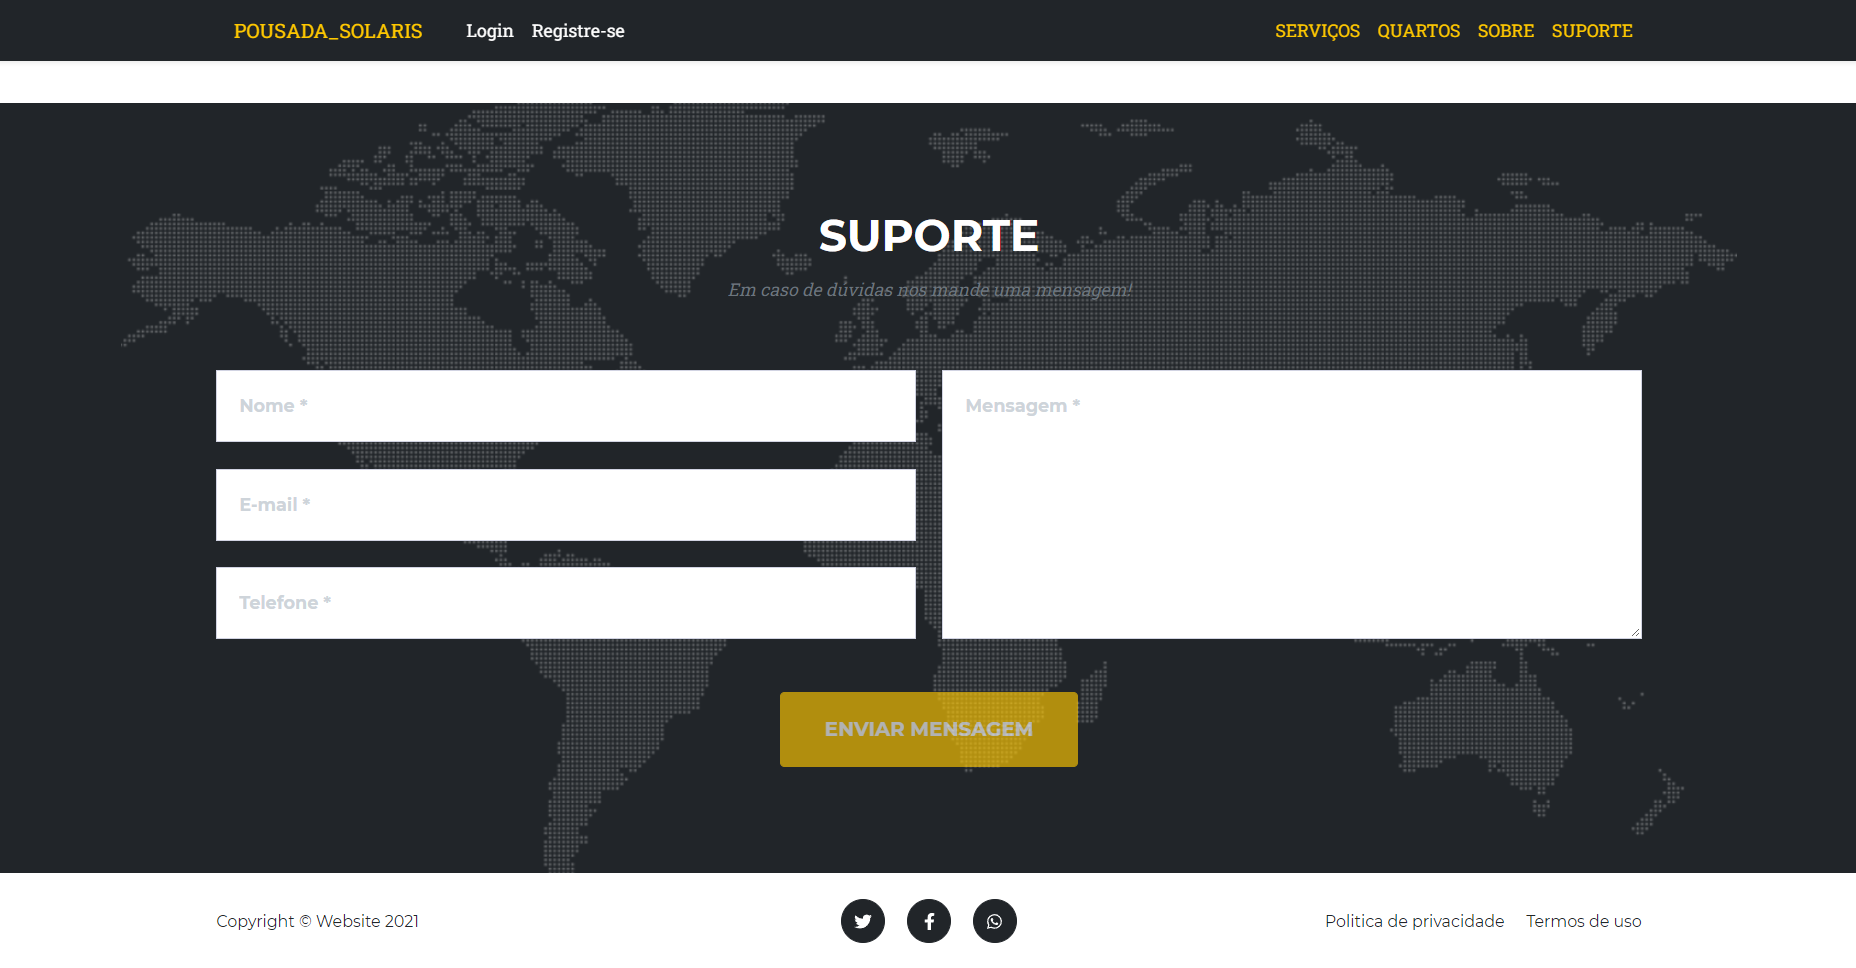 POUSADA_SOLARIS Login Registre-se SERVIÇOS QUARTOS SOBRE SUPORTE
SUPORTE
Em caso de dúvidas nos mande uma mensagem!
Nome *
E-mail *
Telefone *
Mensagem *
ENVIAR MENSAGEM
Copyright © Website 2021
Politica de privacidade Termos de uso